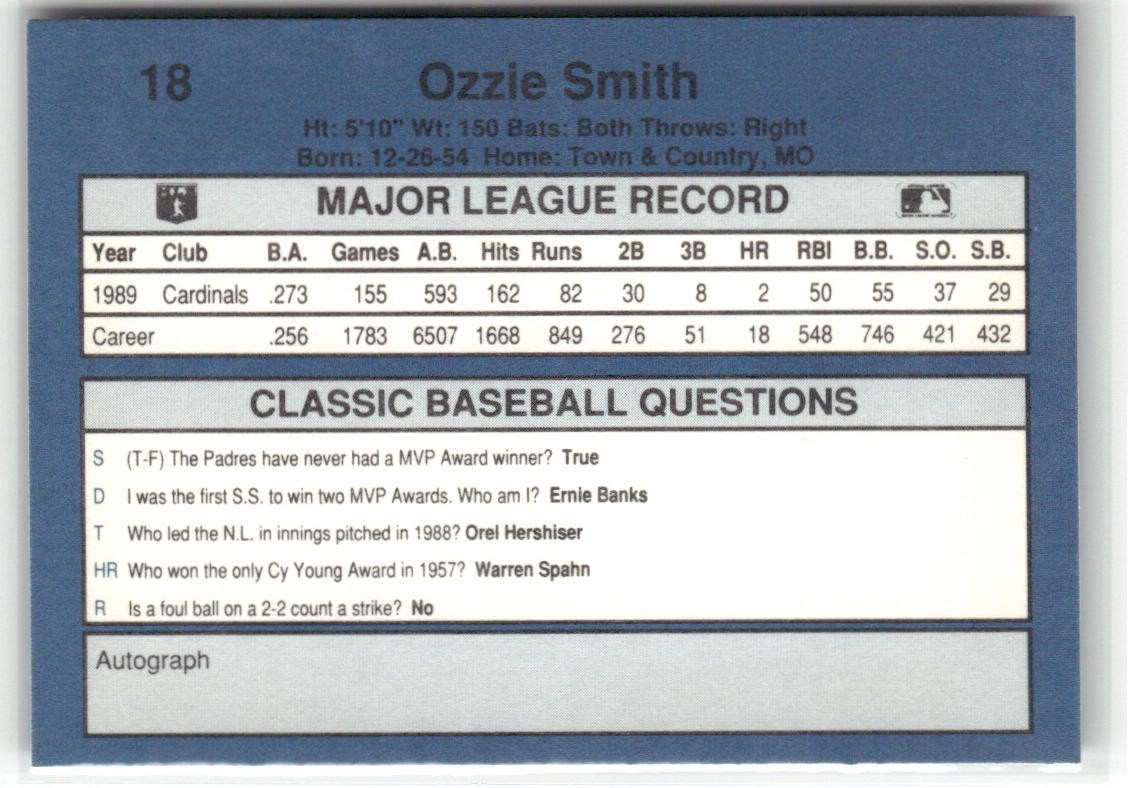 18 Ozzie Smith
Ht: 5'10" Wt: 150 Bats: Both Throws: Right
Born: 12-26-54 Home: Town & Country, MO
MAJOR LEAGUE RECORD
Year Club B.A. Games A.B. Hits Runs 2B 3B HR RBI B.B. S.O. S.B.
1989 Cardinals .273 155 593 162 82 30 8 2 50 55 37 29
Career .256 1783 6507 1668 849 276 51 18 548 746 421 432
CLASSIC BASEBALL QUESTIONS
S (T-F) The Padres have never had a MVP Award winner? True
D I was the first S.S. to win two MVP Awards. Who am I? Ernie Banks
T Who led the N.L. in innings pitched in 1988? Orel Hershiser
HR Who won the only Cy Young Award in 1957? Warren Spahn
R Is a foul ball on a 2-2 count a strike? No
Autograph